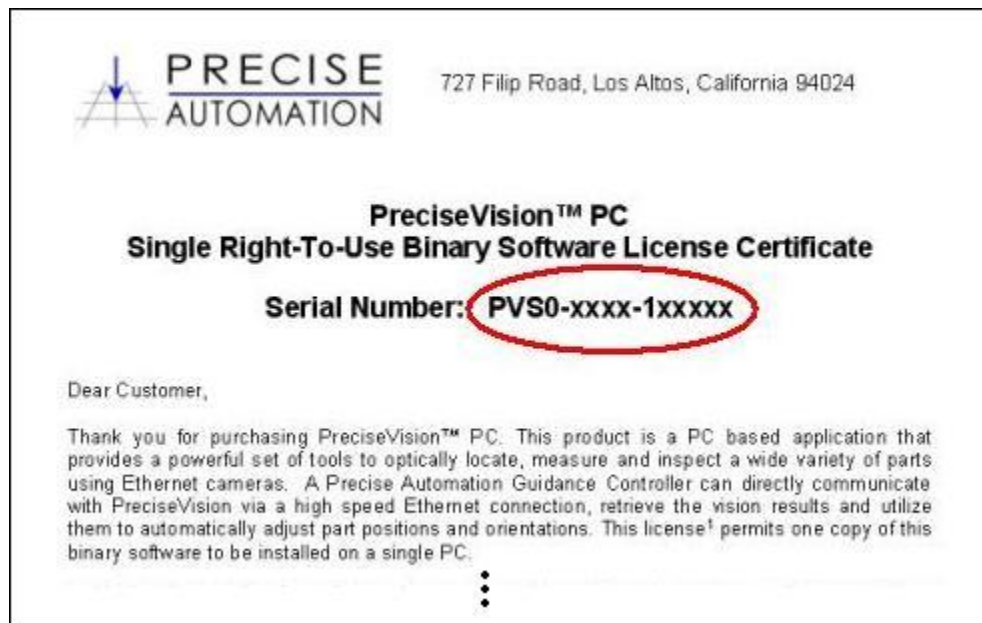 PRECISE
AUTOMATION
727 Filip Road, Los Altos, California 94024
PreciseVision™ PC
Single Right-To-Use Binary Software License Certificate
Serial Number: PVS0-xxxx-1xxxxx
Dear Customer,
Thank you for purchasing PreciseVision™ PC. This product is a PC based application that
provides a powerful set of tools to optically locate, measure and inspect a wide variety of parts
using Ethernet cameras. A Precise Automation Guidance Controller can directly communicate
with PreciseVision via a high speed Ethernet connection, retrieve the vision results and utilize
them to automatically adjust part positions and orientations. This license¹ permits one copy of this
binary software to be installed on a single PC.